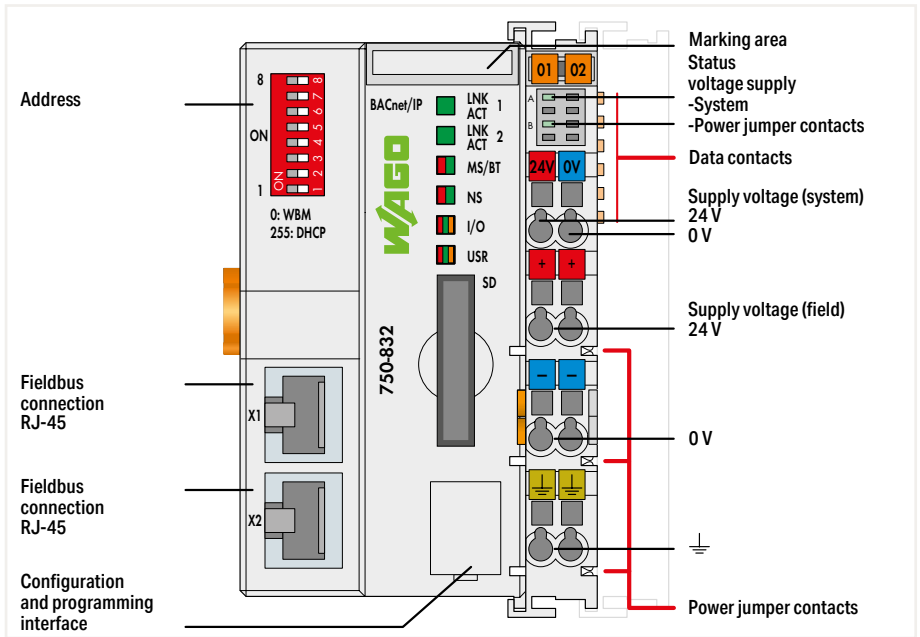 Address
Fieldbus
connection
RJ-45
Fieldbus
connection
RJ-45
Configuration
and programming
interface
8
ON
1
ON
8
7
6
5
4
3
2
1
0: WBM
255: DHCP
X1
X2
BACnet/IP
LNK
ACT 1
LNK
ACT 2
MS/BT
NS
I/O
USR
SD
WAGO
750-832
01 02
A
B
24V 0V
+ +
− −
Marking area
Status
voltage supply
-System
-Power jumper contacts
Data contacts
Supply voltage (system)
24 V
0 V
Supply voltage (field)
24 V
0 V
Power jumper contacts